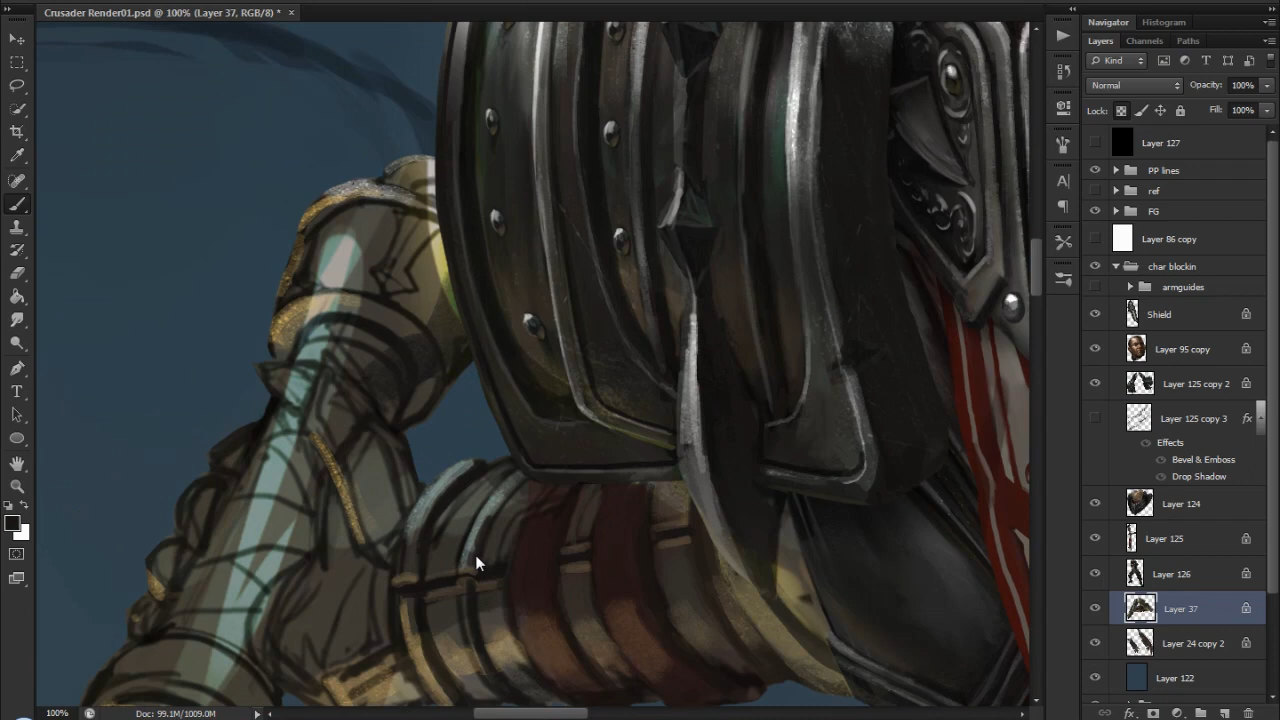 Crusader Render01.psd @ 100% (Layer 37, RGB/8) * ×
Navigator Histogram
Layers Channels Paths
Kind
Normal Opacity: 100%
Lock: Fill: 100%
Layer 127
PP lines
ref
FG
Layer 86 copy
char blockin
armguides
Shield
Layer 95 copy
Layer 125 copy 2
Layer 125 copy 3 fx
Effects
Bevel & Emboss
Drop Shadow
Layer 124
Layer 125
Layer 126
Layer 37
Layer 24 copy 2
Layer 122
100% Doc: 99.1M/1009.0M